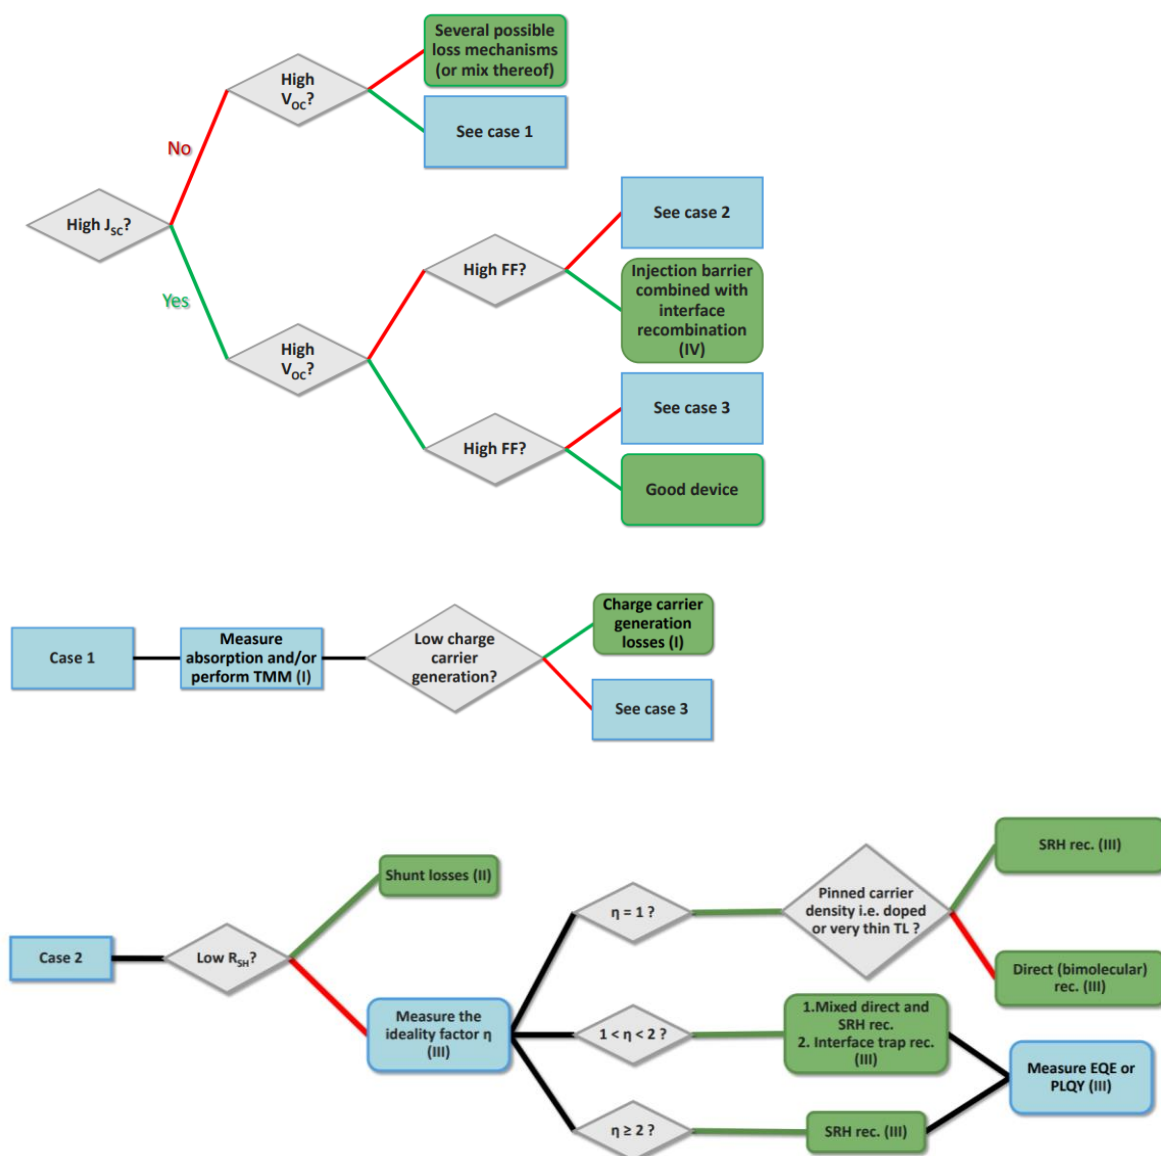 Several possible
loss mechanisms
(or mix thereof)
High
VOC?
See case 1
No
High JSC?
Yes
See case 2
High FF?
Injection barrier
combined with
interface
recombination
(IV)
High
VOC?
See case 3
High FF?
Good device
Case 1
Measure
absorption and/or
perform TMM (I)
Low charge
carrier
generation?
Charge carrier
generation
losses (I)
See case 3
Case 2
Low RSH?
Shunt losses (II)
Measure the
ideality factor η
(III)
η = 1 ?
Pinned carrier
density i.e. doped
or very thin TL ?
SRH rec. (III)
Direct (bimolecular)
rec. (III)
1 < η < 2 ?
1.Mixed direct and
SRH rec.
2. Interface trap rec.
(III)
Measure EQE or
PLQY (III)
η ≥ 2 ?
SRH rec. (III)